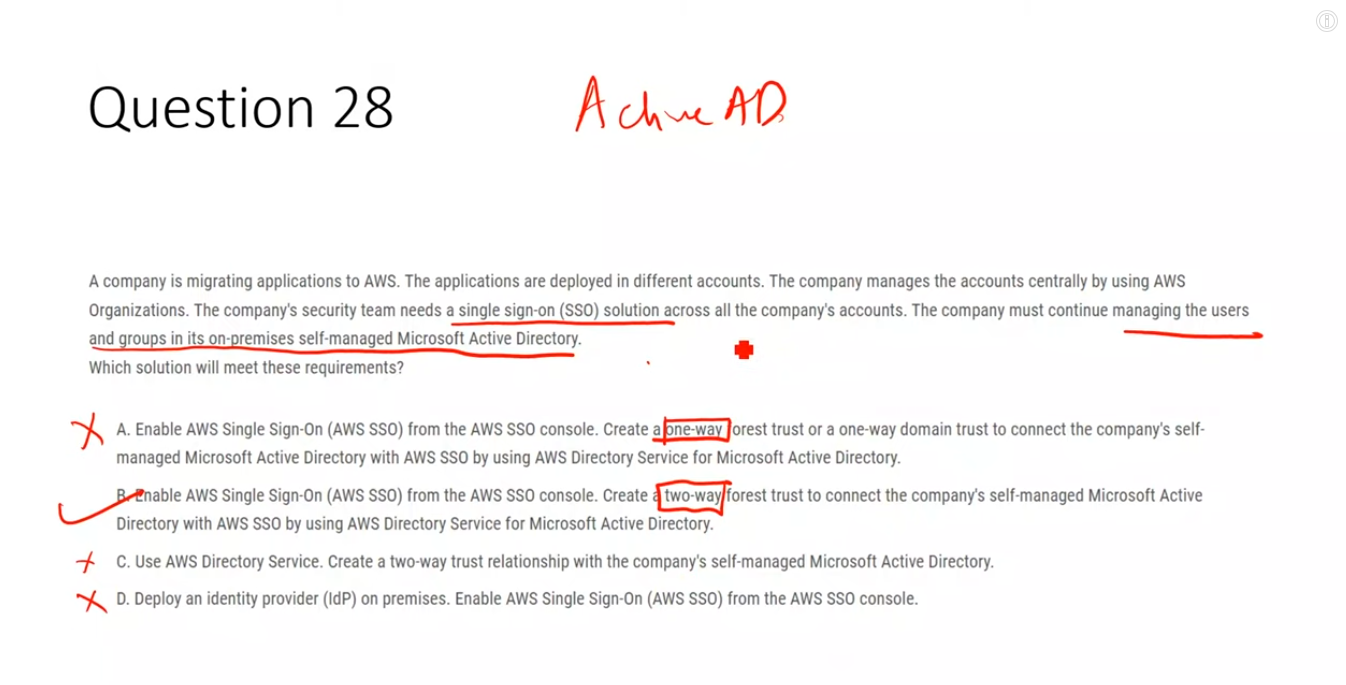 Question 28
Active AD
A company is migrating applications to AWS. The applications are deployed in different accounts. The company manages the accounts centrally by using AWS
Organizations. The company's security team needs a single sign-on (SSO) solution across all the company's accounts. The company must continue managing the users
and groups in its on-premises self-managed Microsoft Active Directory.
Which solution will meet these requirements?
A. Enable AWS Single Sign-On (AWS SSO) from the AWS SSO console. Create a one-way forest trust or a one-way domain trust to connect the company's self-
managed Microsoft Active Directory with AWS SSO by using AWS Directory Service for Microsoft Active Directory.
B. Enable AWS Single Sign-On (AWS SSO) from the AWS SSO console. Create a two-way forest trust to connect the company's self-managed Microsoft Active
Directory with AWS SSO by using AWS Directory Service for Microsoft Active Directory.
C. Use AWS Directory Service. Create a two-way trust relationship with the company's self-managed Microsoft Active Directory.
D. Deploy an identity provider (IdP) on premises. Enable AWS Single Sign-On (AWS SSO) from the AWS SSO console.